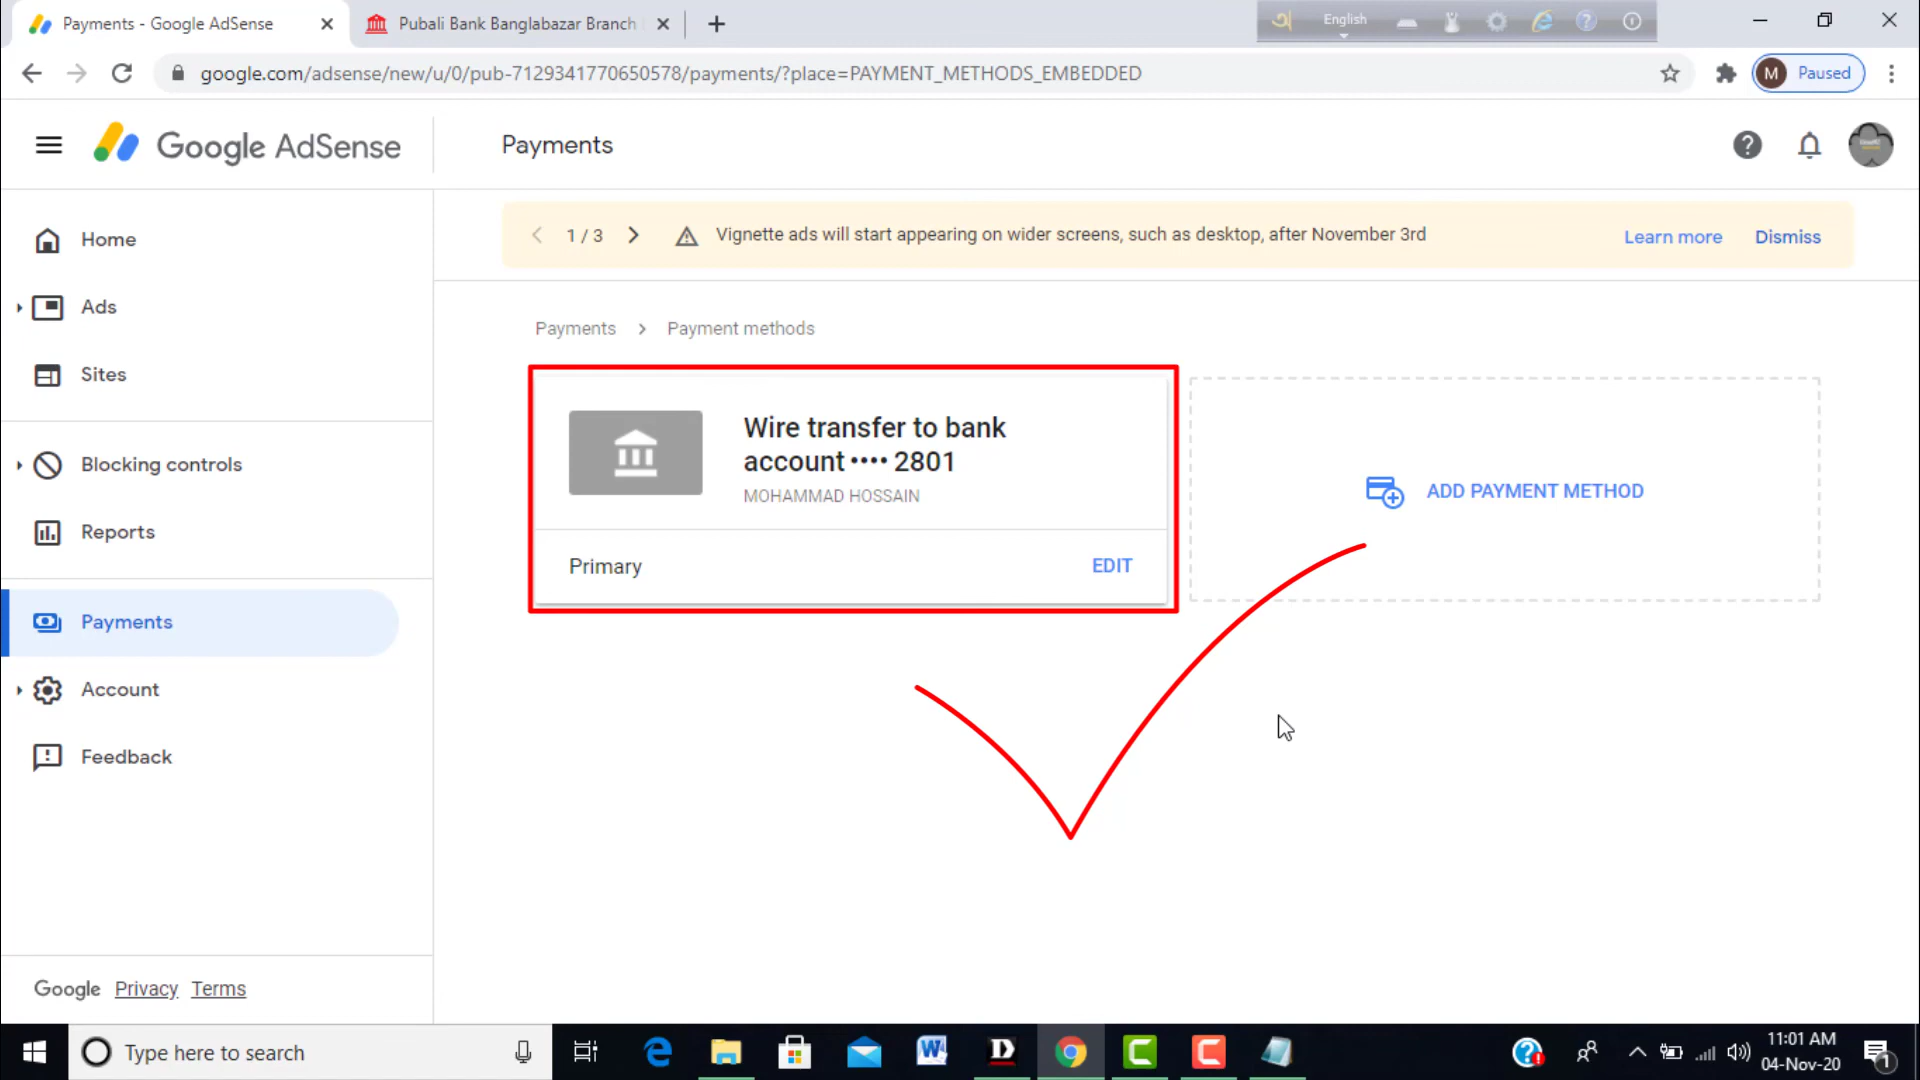 Payments - Google AdSense
Pubali Bank Banglabazar Branch
English
google.com/adsense/new/u/0/pub-7129341770650578/payments/?place=PAYMENT_METHODS_EMBEDDED
M
Paused
Google AdSense
Payments
Home
1 / 3
Vignette ads will start appearing on wider screens, such as desktop, after November 3rd
Learn more
Dismiss
Ads
Payments
Payment methods
Sites
Wire transfer to bank
account •••• 2801
MOHAMMAD HOSSAIN
Blocking controls
ADD PAYMENT METHOD
Reports
Primary
EDIT
Payments
Account
Feedback
Google Privacy Terms
Type here to search
11:01 AM
04-Nov-20
1